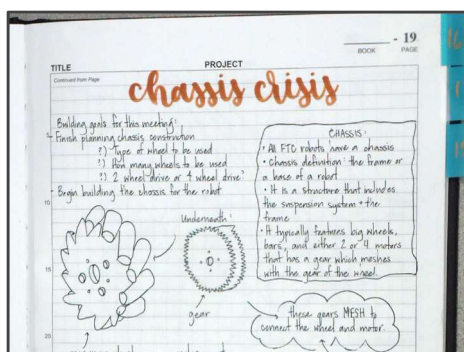 - 19
BOOK PAGE
TITLE PROJECT
Continued from Page
chassis crisis
Building goals for this meeting:
- Finish planning chassis construction
?) Type of wheel to be used
?) How many wheels to be used
?) 2 wheel drive or 4 wheel drive?
- Begin building the chassis for the robot
CHASSIS:
• All FTC robots have a chassis
• Chassis definition: the frame or
a base of a robot
• It is a structure that includes
the suspension system + the
frame
• It typically features big wheels,
bars, and either 2 or 4 motors
that has a gear which meshes
with the gear of the wheel.
Underneath:
gear
these gears MESH to
connect the wheel and motor.
5
10
15
20